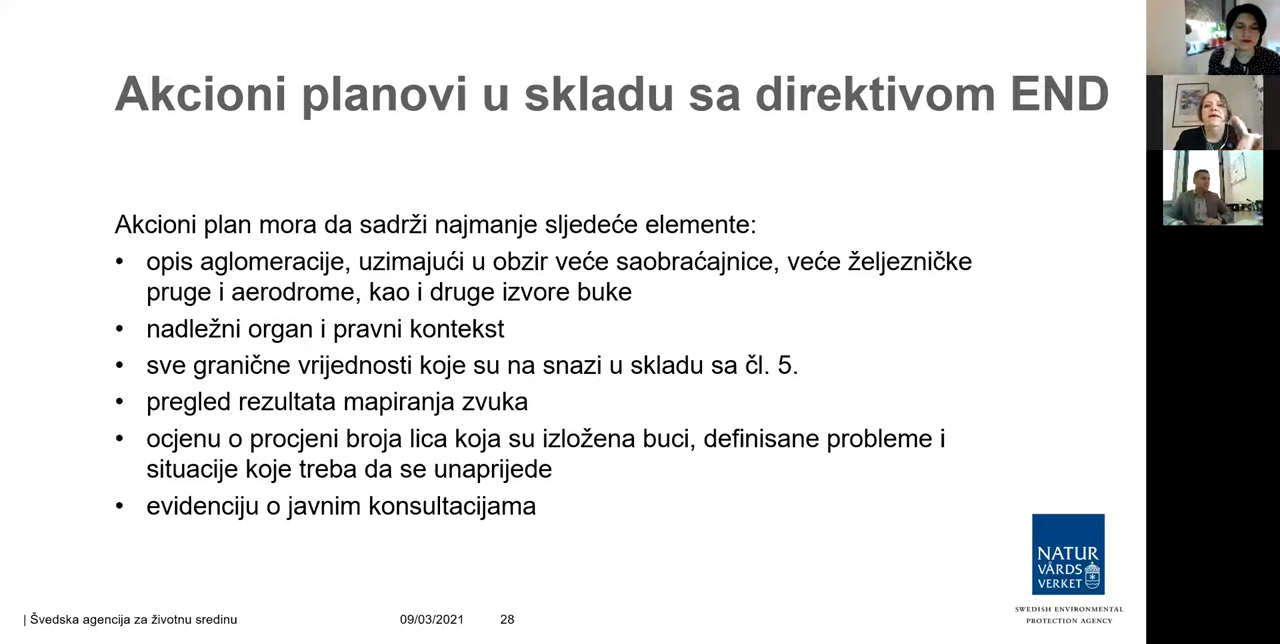 Akcioni planovi u skladu sa direktivom END
Akcioni plan mora da sadrži najmanje sljedeće elemente:
• opis aglomeracije, uzimajući u obzir veće saobraćajnice, veće željezničke
pruge i aerodrome, kao i druge izvore buke
• nadležni organ i pravni kontekst
• sve granične vrijednosti koje su na snazi u skladu sa čl. 5.
• pregled rezultata mapiranja zvuka
• ocjenu o procjeni broja lica koja su izložena buci, definisane probleme i
situacije koje treba da se unaprijede
• evidenciju o javnim konsultacijama
NATUR
VÅRDS
VERKET
SWEDISH ENVIRONMENTAL
PROTECTION AGENCY
| Švedska agencija za životnu sredinu 09/03/2021 28